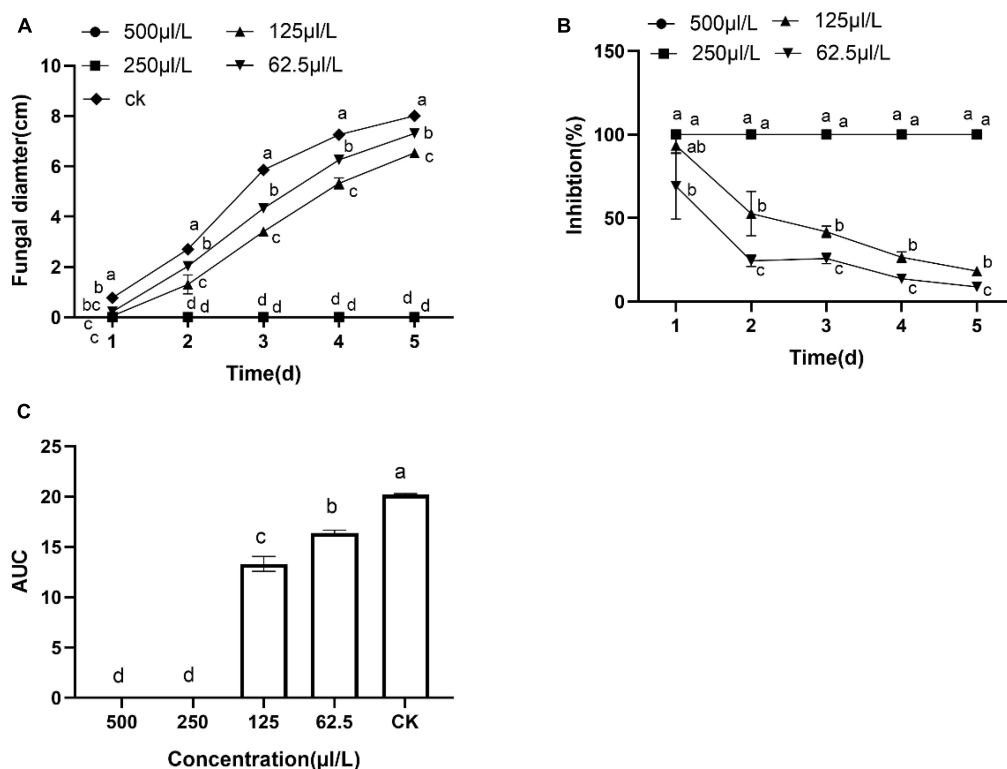 A
500μl/L
125μl/L
250μl/L
62.5μl/L
ck
Fungal diamter(cm)
10
8
6
4
2
0
a
a
a
b
a
b
c
a
b
c
b
a
b
c
bc
c
c
d
d
d
d
d
d
d
d
1
2
3
4
5
Time(d)
B
500μl/L
125μl/L
250μl/L
62.5μl/L
Inhibtion(%)
150
100
50
0
a
a
a
a
a
a
a
a
a
a
ab
b
b
b
b
b
c
c
c
c
1
2
3
4
5
Time(d)
C
AUC
25
20
15
10
5
0
d
d
c
b
a
500
250
125
62.5
CK
Concentration(μl/L)